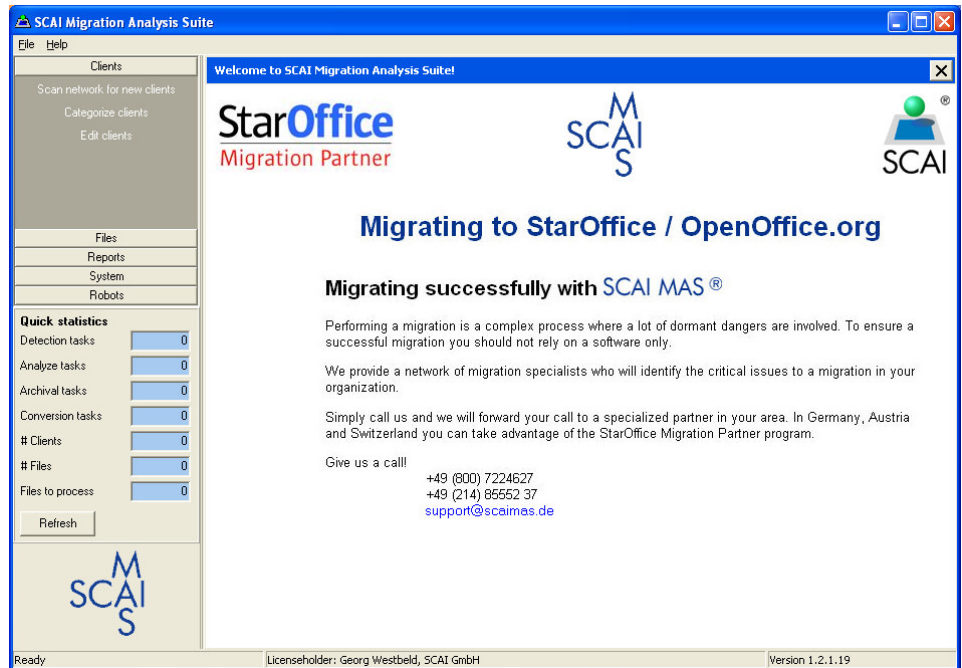 SCAI Migration Analysis Suite
File Help
Clients
Scan network for new clients
Categorize clients
Edit clients
Files
Reports
System
Robots
Quick statistics
Detection tasks 0
Analyze tasks 0
Archival tasks 0
Conversion tasks 0
# Clients 0
# Files 0
Files to process 0
Refresh
SCAI MAS
Welcome to SCAI Migration Analysis Suite!
StarOffice
Migration Partner
SCAI MAS
®
SCAI
Migrating to StarOffice / OpenOffice.org
Migrating successfully with SCAI MAS ®
Performing a migration is a complex process where a lot of dormant dangers are involved. To ensure a
successful migration you should not rely on a software only.
We provide a network of migration specialists who will identify the critical issues to a migration in your
organization.
Simply call us and we will forward your call to a specialized partner in your area. In Germany, Austria
and Switzerland you can take advantage of the StarOffice Migration Partner program.
Give us a call!
+49 (800) 7224627
+49 (214) 85552 37
support@scaimas.de
Ready
Licenseholder: Georg Westbeld, SCAI GmbH
Version 1.2.1.19